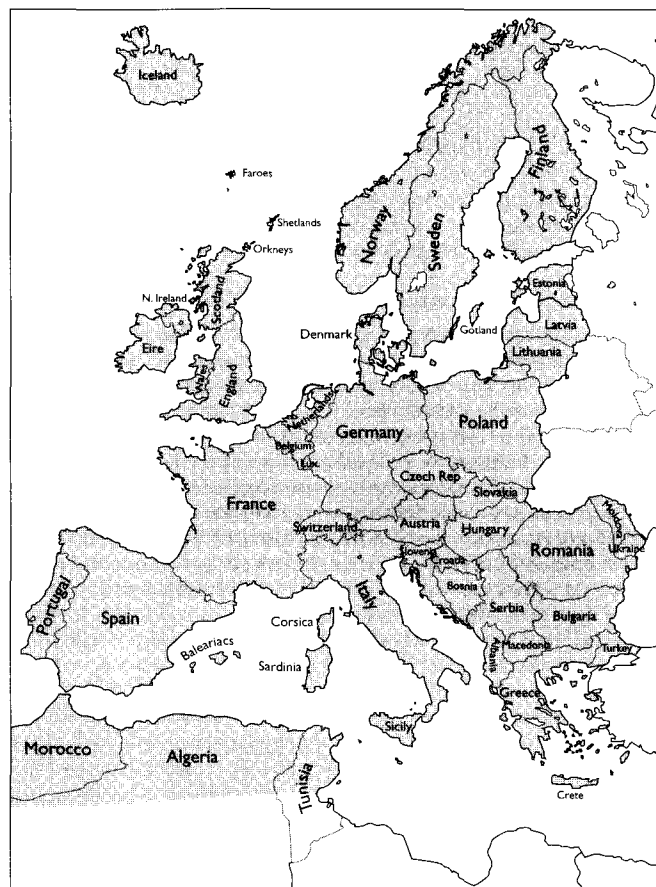 Iceland
Faroes
Shetlands
Orkneys
Norway
Sweden
Finland
N. Ireland
Scotland
Eire
Wales
England
Denmark
Gotland
Estonia
Latvia
Lithuania
Netherlands
Belgium
Lux.
Germany
Poland
Czech Rep
Slovakia
France
Switzerland
Austria
Hungary
Slovenia
Croatia
Bosnia
Serbia
Romania
Moldova
Ukraine
Bulgaria
Portugal
Spain
Baleariacs
Corsica
Sardinia
Italy
Sicily
Albania
Macedonia
Turkey
Greece
Crete
Morocco
Algeria
Tunisia